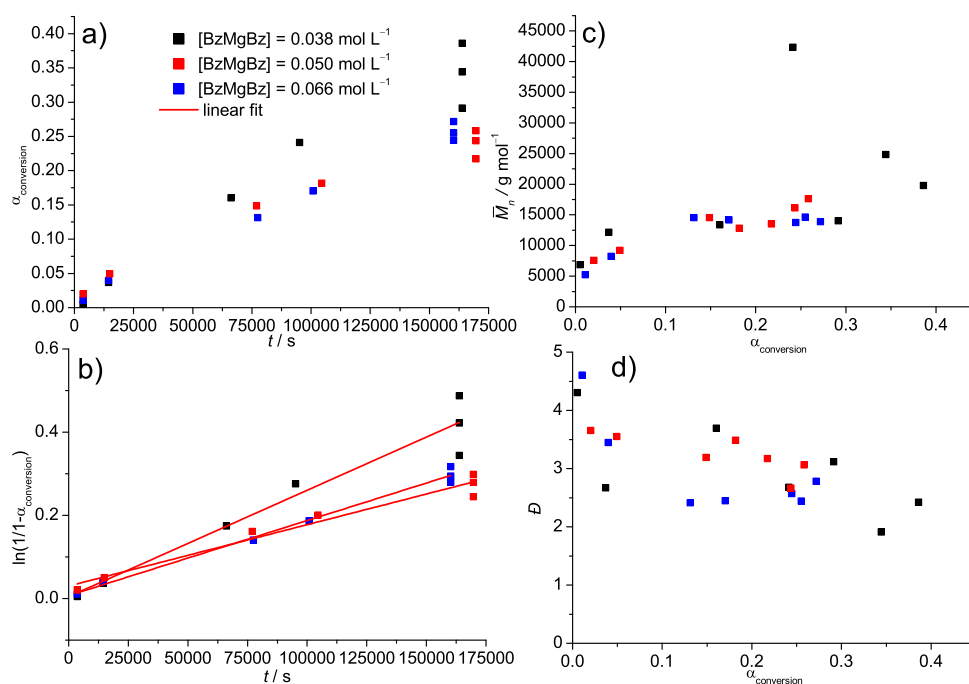 a)
[BzMgBz] = 0.038 mol L⁻¹
[BzMgBz] = 0.050 mol L⁻¹
[BzMgBz] = 0.066 mol L⁻¹
linear fit
0.40
0.35
0.30
0.25
0.20
0.15
0.10
0.05
0.00
α_conversion
0 25000 50000 75000 100000 125000 150000 175000
t / s
c)
45000
40000
35000
30000
25000
20000
15000
10000
5000
0
M̅_n / g mol⁻¹
0.0 0.1 0.2 0.3 0.4
α_conversion
b)
0.6
0.4
0.2
0.0
ln(1/1-α_conversion)
0 25000 50000 75000 100000 125000 150000 175000
t / s
d)
5
4
3
2
1
0
Đ
0.0 0.1 0.2 0.3 0.4
α_conversion